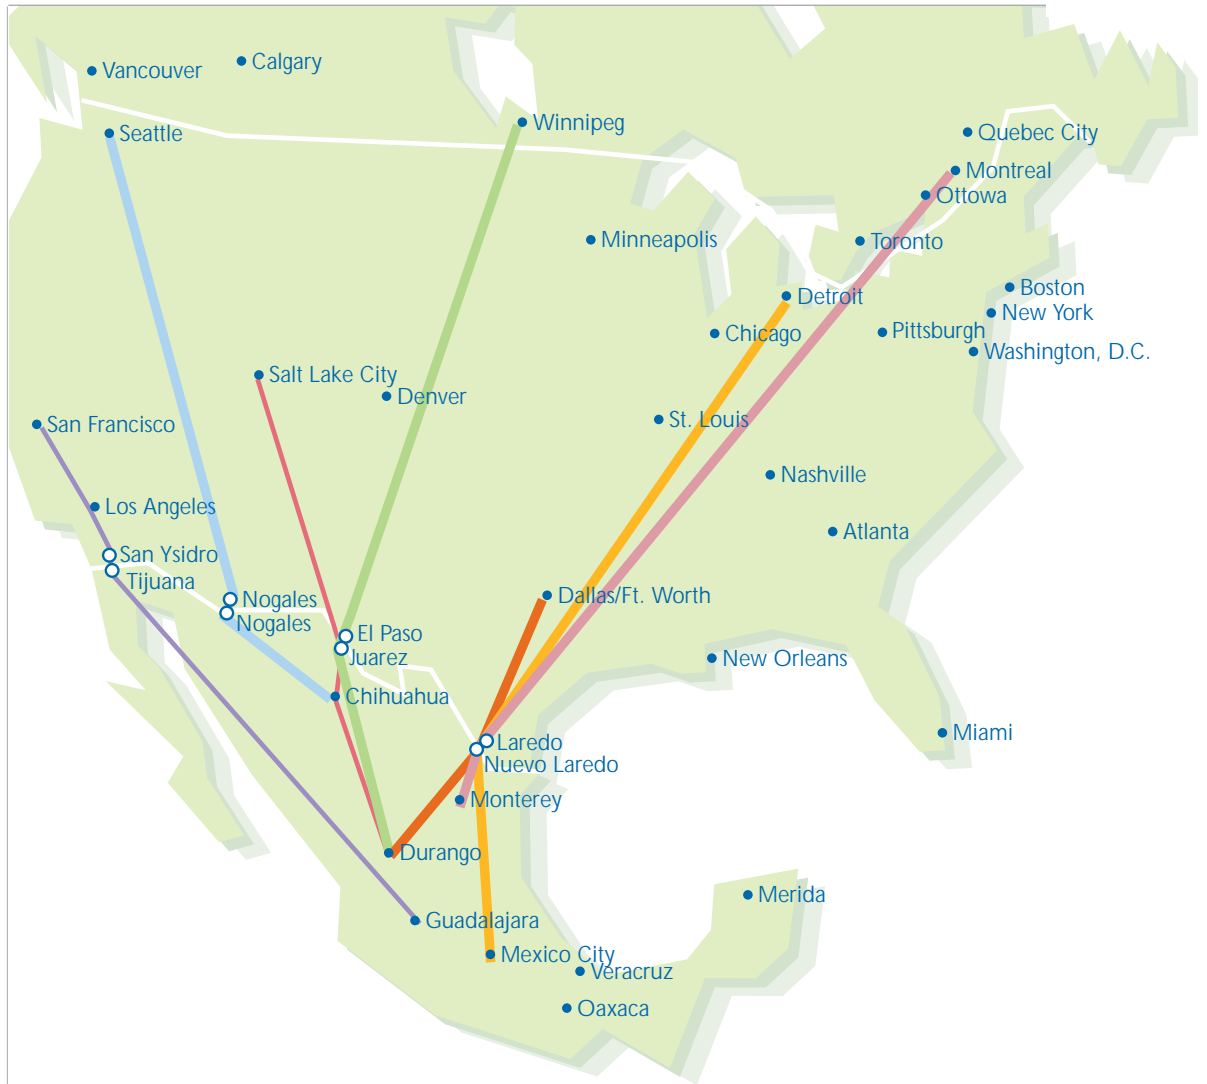 Calgary
Vancouver
Winnipeg
Seattle
Quebec City
Montreal
Ottowa
Minneapolis
Toronto
Boston
Detroit
New York
Pittsburgh
Chicago
Washington, D.C.
Salt Lake City
Denver
St. Louis
San Francisco
Nashville
Los Angeles
Atlanta
San Ysidro
Tijuana
Dallas/Ft. Worth
Nogales
Nogales
El Paso
Juarez
New Orleans
Chihuahua
Miami
Laredo
Nuevo Laredo
Monterey
Durango
Merida
Guadalajara
Mexico City
Veracruz
Oaxaca